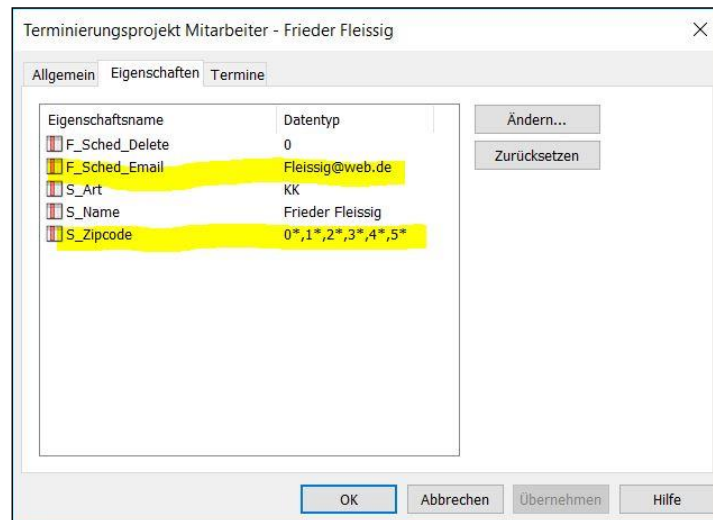 Terminierungsprojekt Mitarbeiter - Frieder Fleissig
Allgemein Eigenschaften Termine
Eigenschaftsname Datentyp
F_Sched_Delete 0
F_Sched_Email Fleissig@web.de
S_Art KK
S_Name Frieder Fleissig
S_Zipcode 0*,1*,2*,3*,4*,5*
Ändern...
Zurücksetzen
OK Abbrechen Übernehmen Hilfe